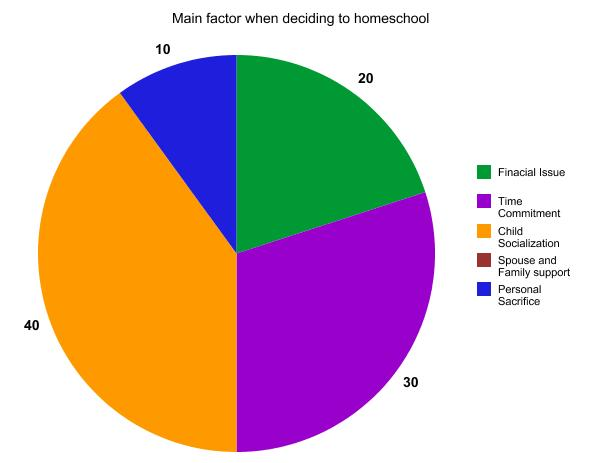 Main factor when deciding to homeschool
10
20
40
30
Finacial Issue
Time
Commitment
Child
Socialization
Spouse and
Family support
Personal
Sacrifice